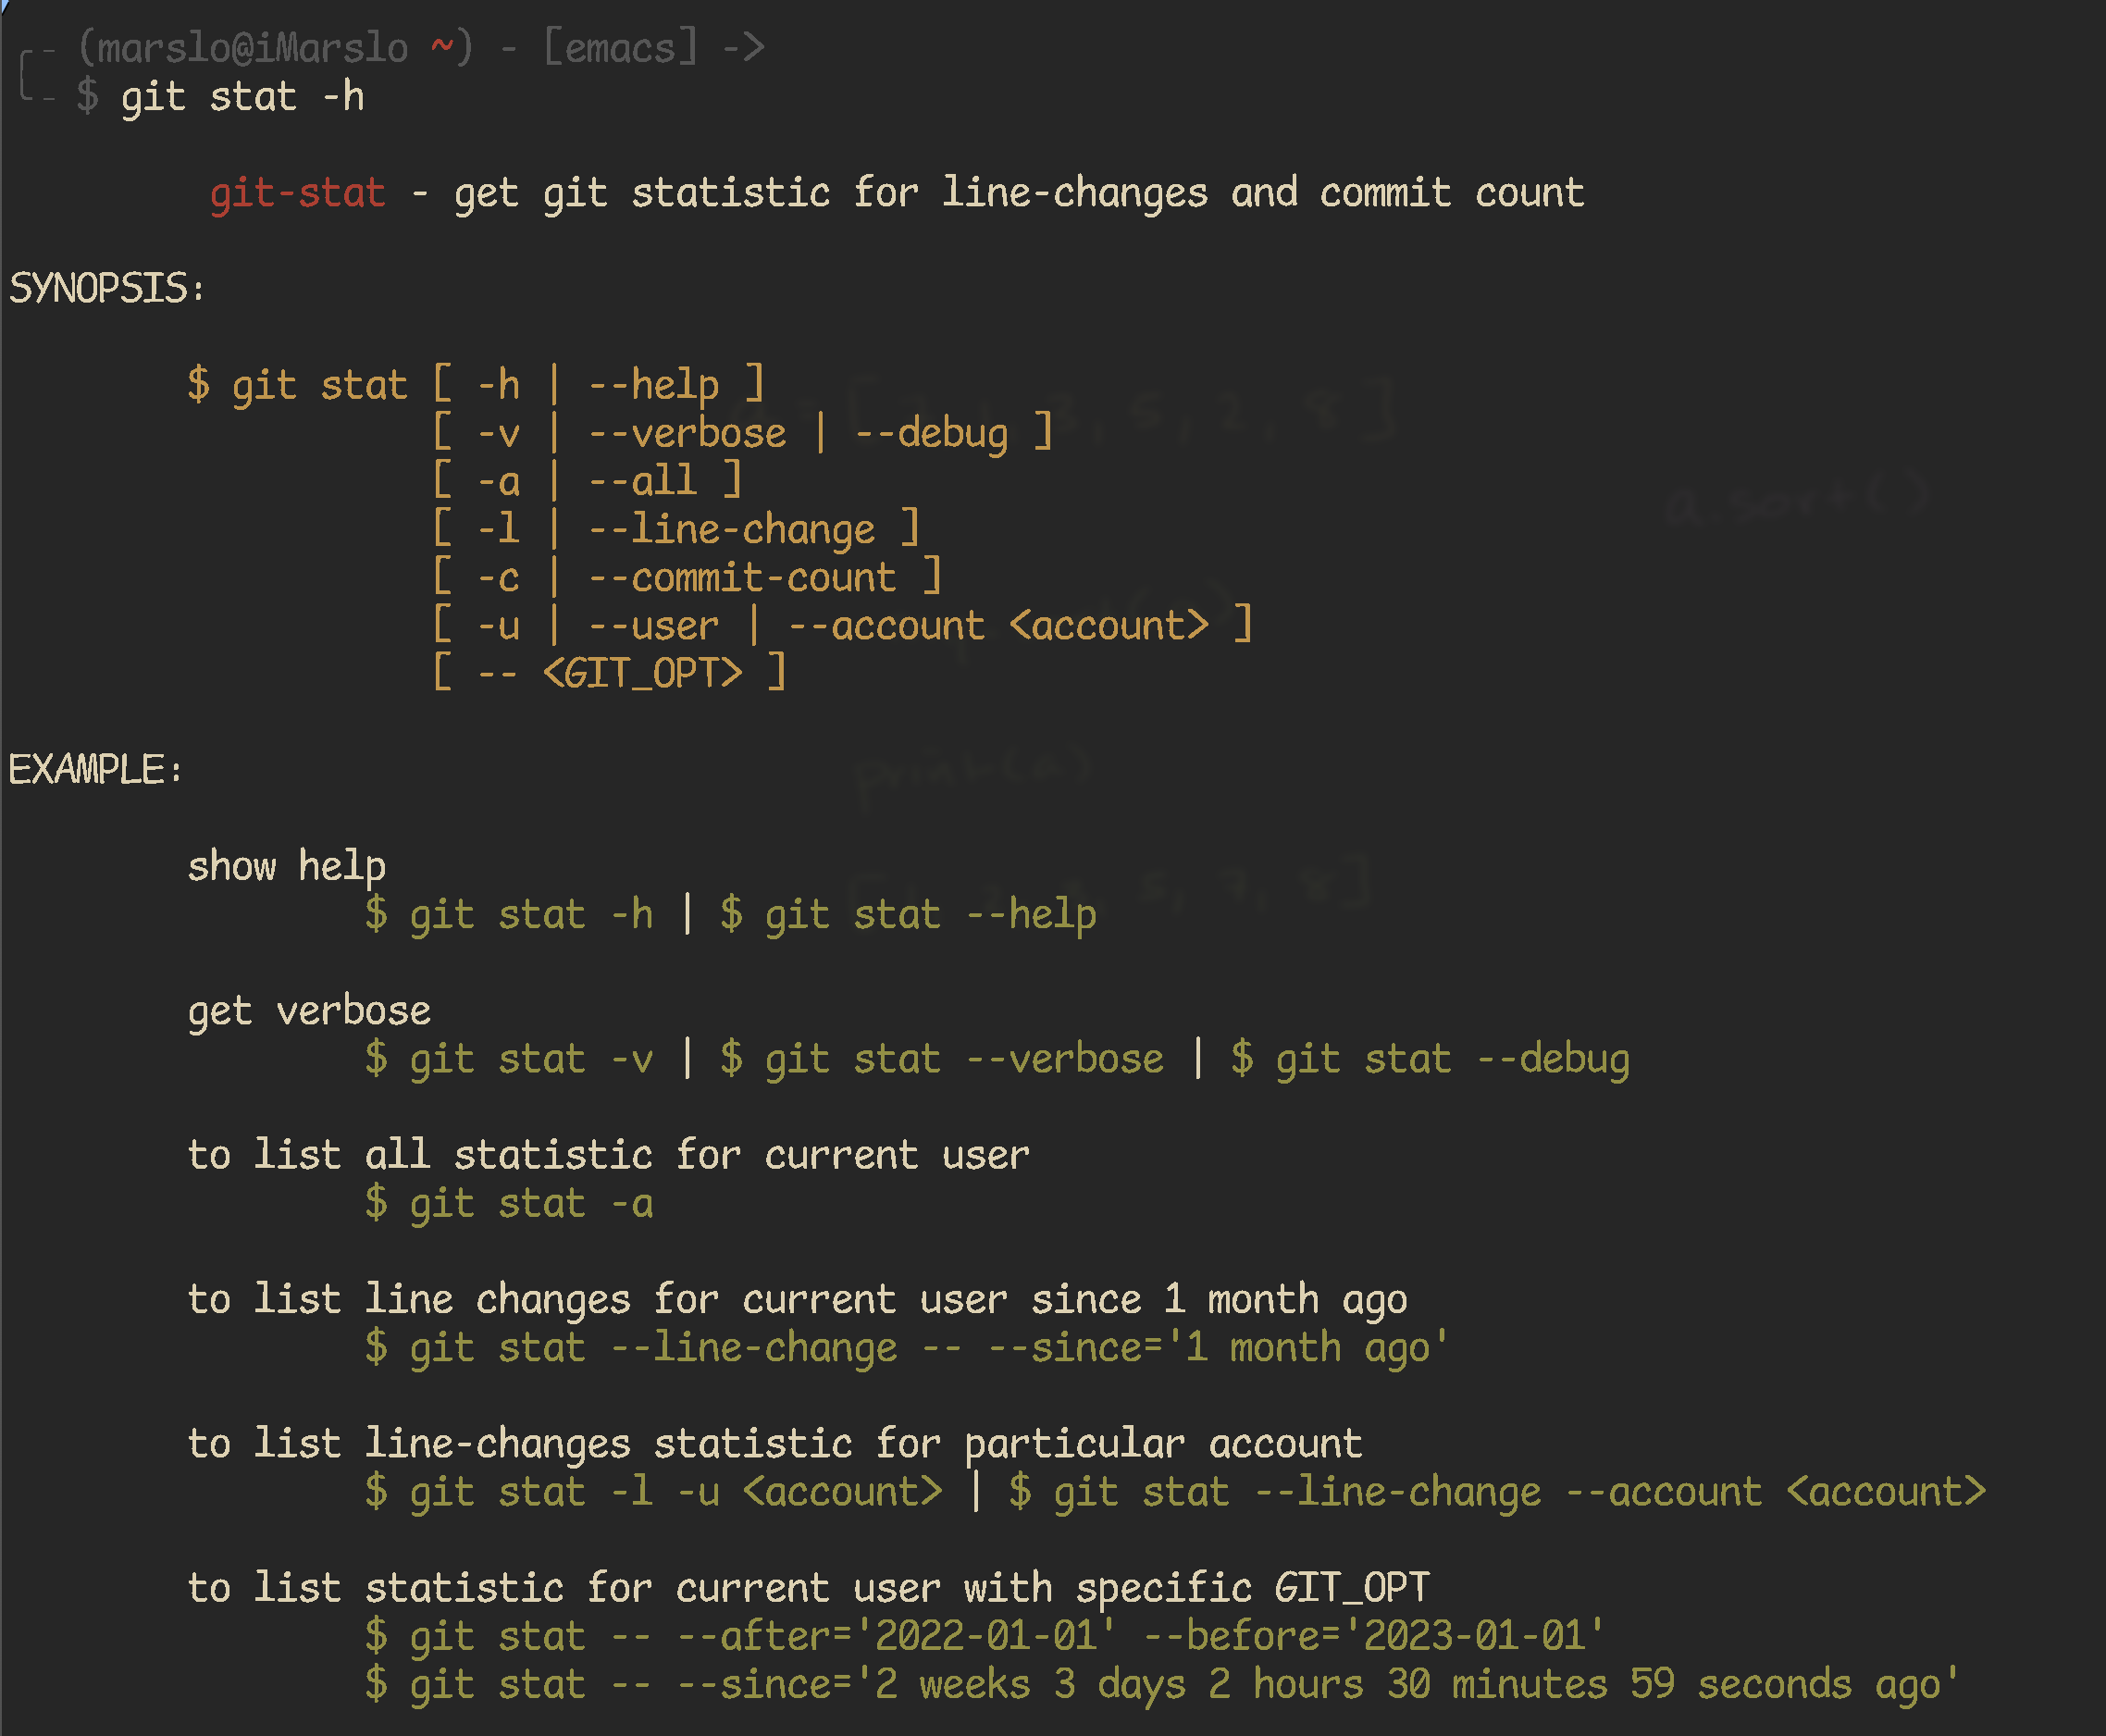 (marslo@iMarslo ~) - [emacs] ->
$ git stat -h
git-stat - get git statistic for line-changes and commit count
SYNOPSIS:
$ git stat [ -h | --help ]
[ -v | --verbose | --debug ]
[ -a | --all ]
[ -l | --line-change ]
[ -c | --commit-count ]
[ -u | --user | --account <account> ]
[ -- <GIT_OPT> ]
a.sort()
EXAMPLE:
print(a)
show help
$ git stat -h | $ git stat --help
get verbose
$ git stat -v | $ git stat --verbose | $ git stat --debug
to list all statistic for current user
$ git stat -a
to list line changes for current user since 1 month ago
$ git stat --line-change -- --since='1 month ago'
to list line-changes statistic for particular account
$ git stat -l -u <account> | $ git stat --line-change --account <account>
to list statistic for current user with specific GIT_OPT
$ git stat -- --after='2022-01-01' --before='2023-01-01'
$ git stat -- --since='2 weeks 3 days 2 hours 30 minutes 59 seconds ago'